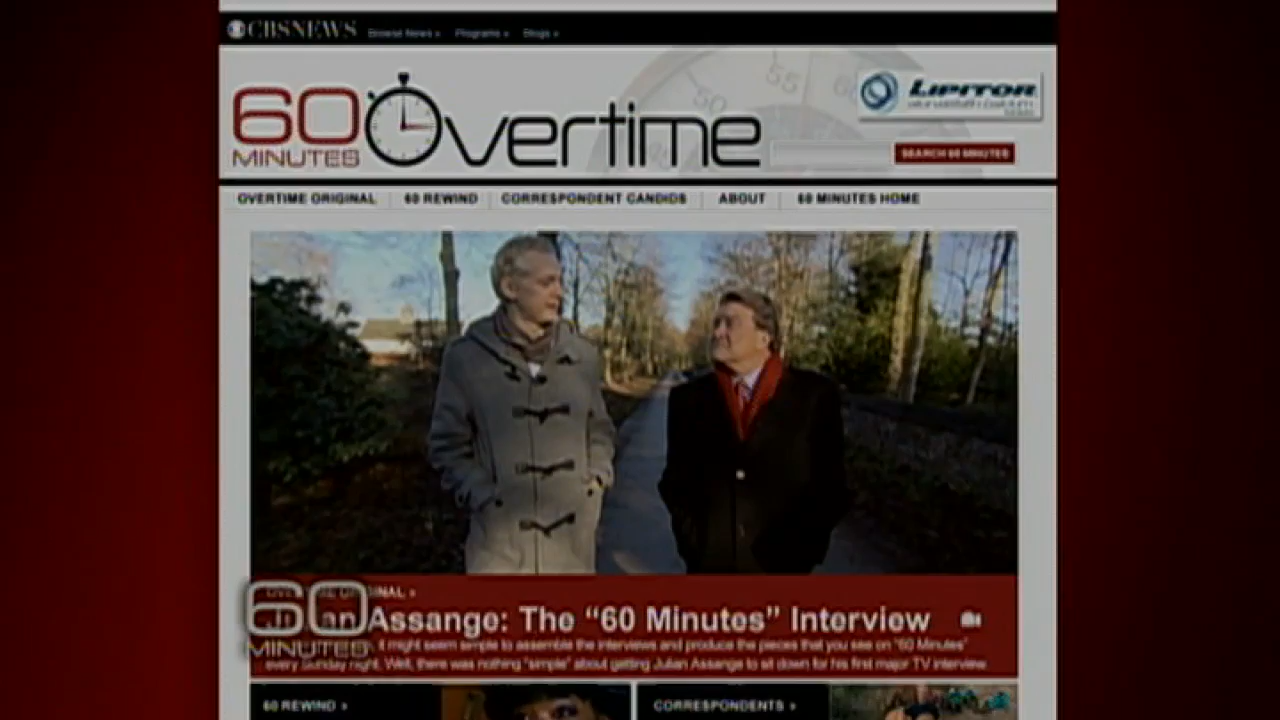 CBSNEWS Browse News » Programs » Blogs »
50 55 60
60 Overtime
MINUTES
LIPITOR
SEARCH 60 MINUTES
OVERTIME ORIGINAL 60 REWIND CORRESPONDENT CANDIDS ABOUT 60 MINUTES HOME
Assange: The “60 Minutes” Interview
60
MINUTES
it might seem simple to assemble the interviews and produce the pieces that you see on “60 Minutes”
every Sunday night. Well, there was nothing “simple” about getting Julian Assange to sit down for his first major TV interview.
60 REWIND » CORRESPONDENTS »